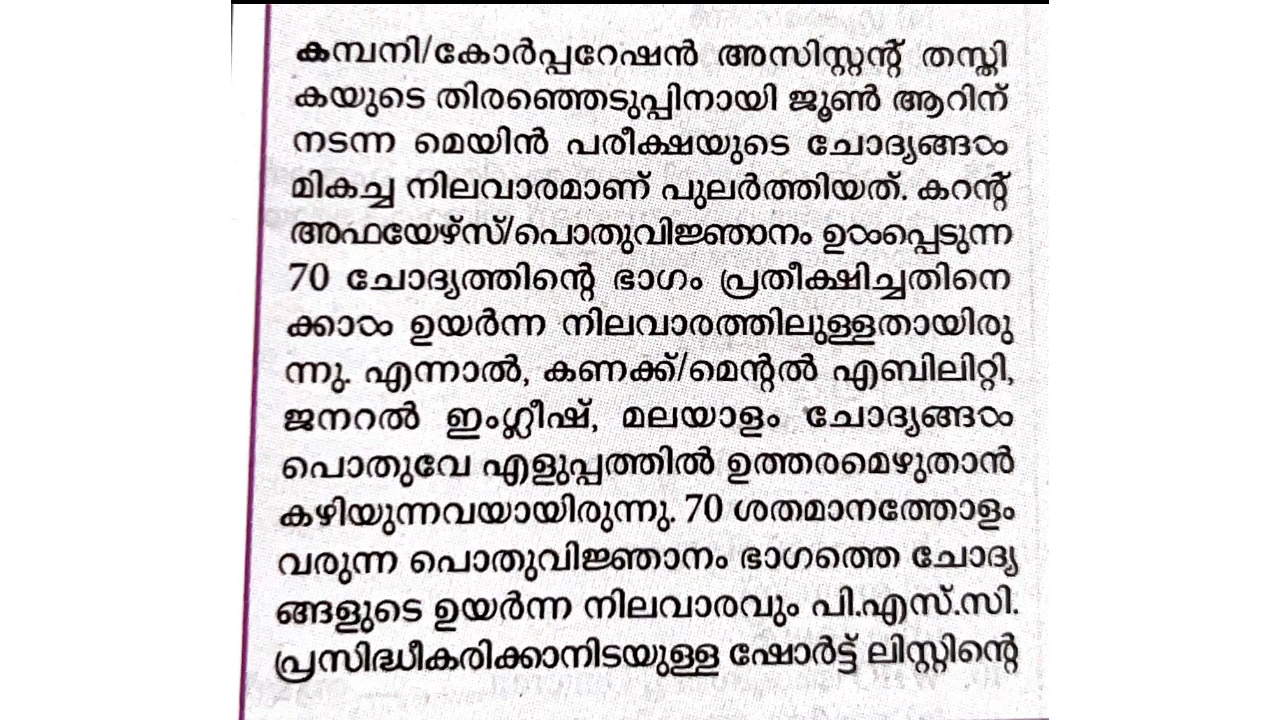 കമ്പനി/കോർപ്പറേഷൻ അസിസ്റ്റന്റ് തസ്തി
കയുടെ തിരഞ്ഞെടുപ്പിനായി ജൂൺ ആറിന്
നടന്ന മെയിൻ പരീക്ഷയുടെ ചോദ്യങ്ങൾ
മികച്ച നിലവാരമാണ് പുലർത്തിയത്. കറന്റ്
അഫയേഴ്സ്/പൊതുവിജ്ഞാനം ഉൾപ്പെടുന്ന
70 ചോദ്യത്തിന്റെ ഭാഗം പ്രതീക്ഷിച്ചതിനെ
ക്കാൾ ഉയർന്ന നിലവാരത്തിലുള്ളതായിരു
ന്നു. എന്നാൽ, കണക്ക്/മെന്റൽ എബിലിറ്റി,
ജനറൽ ഇംഗ്ലീഷ്, മലയാളം ചോദ്യങ്ങൾ
പൊതുവേ എളുപ്പത്തിൽ ഉത്തരമെഴുതാൻ
കഴിയുന്നവയായിരുന്നു. 70 ശതമാനത്തോളം
വരുന്ന പൊതുവിജ്ഞാനം ഭാഗത്തെ ചോദ്യ
ങ്ങളുടെ ഉയർന്ന നിലവാരവും പി.എസ്.സി.
പ്രസിദ്ധീകരിക്കാനിടയുള്ള ഷോർട്ട് ലിസ്റ്റിന്റെ